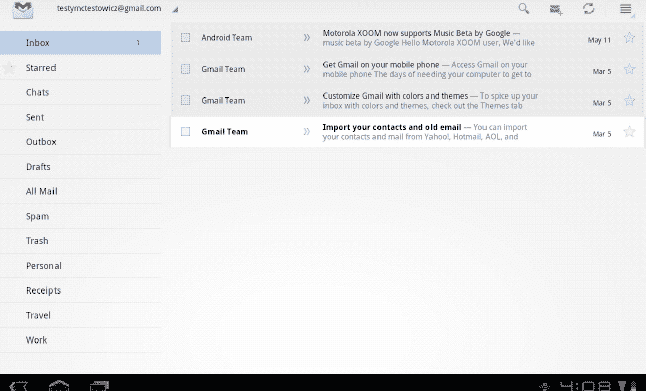 testymctestowicz@gmail.com
Inbox 1
Starred
Chats
Sent
Outbox
Drafts
All Mail
Spam
Trash
Personal
Receipts
Travel
Work
Android Team » Motorola XOOM now supports Music Beta by Google — May 11
music beta by Google Hello Motorola XOOM user, We'd like
Gmail Team » Get Gmail on your mobile phone — Access Gmail on your Mar 5
mobile phone The days of needing your computer to get to
Gmail Team » Customize Gmail with colors and themes — To spice up your Mar 5
inbox with colors and themes, check out the Themes tab
Gmail Team » Import your contacts and old email — You can import Mar 5
your contacts and mail from Yahoo, Hotmail, AOL, and
4:08